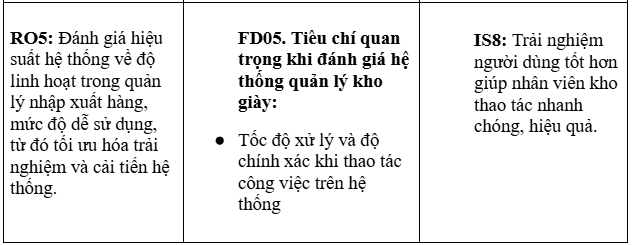 RO5: Đánh giá hiệu
suất hệ thống về độ
linh hoạt trong quản
lý nhập xuất hàng,
mức độ dễ sử dụng,
từ đó tối ưu hóa trải
nghiệm và cải tiến hệ
thống.
FD05. Tiêu chí quan
trọng khi đánh giá hệ
thống quản lý kho
giày:
● Tốc độ xử lý và độ
chính xác khi thao tác
công việc trên hệ
thống
IS8: Trải nghiệm
người dùng tốt hơn
giúp nhân viên kho
thao tác nhanh
chóng, hiệu quả.